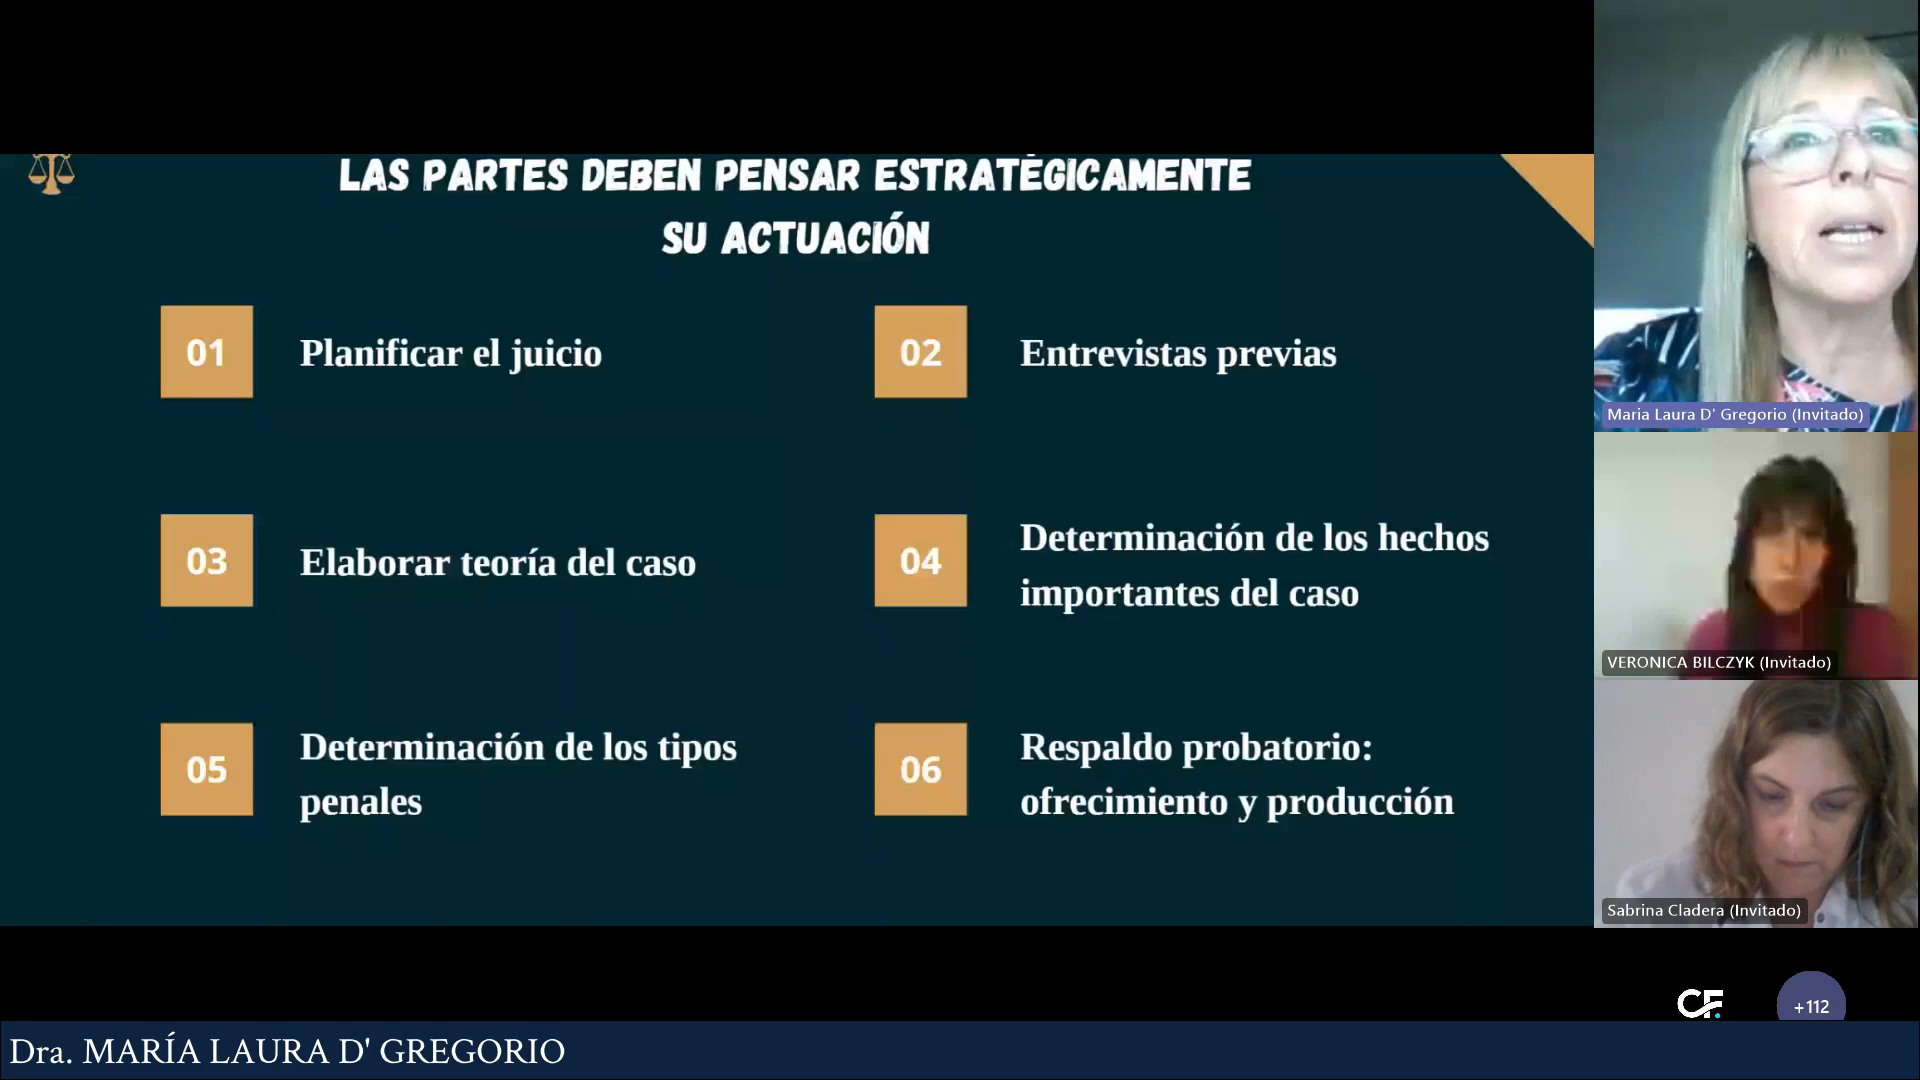 LAS PARTES DEBEN PENSAR ESTRATÉGICAMENTE
SU ACTUACIÓN
01
Planificar el juicio
02
Entrevistas previas
03
Elaborar teoría del caso
04
Determinación de los hechos
importantes del caso
05
Determinación de los tipos
penales
06
Respaldo probatorio:
ofrecimiento y producción
Maria Laura D' Gregorio (Invitado)
VERONICA BILCZYK (Invitado)
Sabrina Cladera (Invitado)
CF
+112
Dra. MARÍA LAURA D' GREGORIO